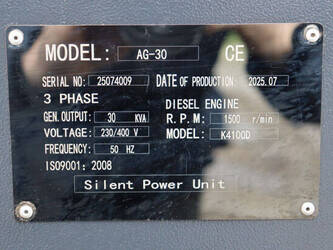 MODEL: AG-30 CE
SERIAL NO: 25074009 DATE OF PRODUCTION: 2025.07
3 PHASE DIESEL ENGINE
GEN. OUTPUT: 30 KVA R.P.M: 1500 r/min
VOLTAGE: 230/400 V MODEL: K4100D
FREQUENCY: 50 HZ
ISO9001: 2008
Silent Power Unit